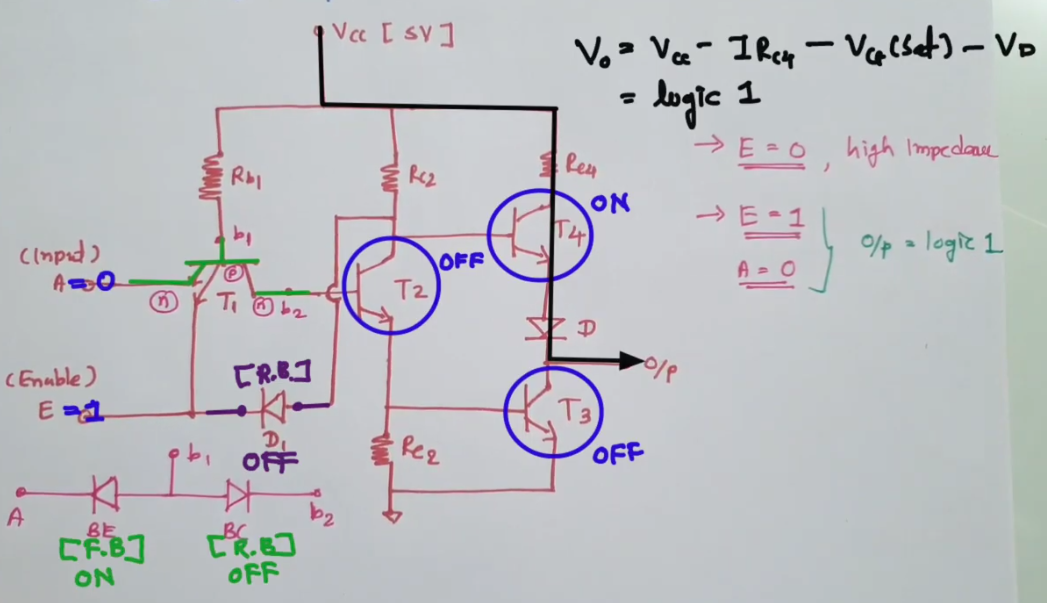 Vcc [5V]
V₀ = Vcc - IRc4 - VCE(Sat) - VD
= logic 1
→ E = 0, high Impedance
→ E = 1
A = 0
} O/p = logic 1
Rb1
Rc2
Rc4
ON
b1
T4
(Input)
A = 0
(p)
OFF
T2
(n)
T1
(n)
b2
D
[R.B.]
O/p
(Enable)
E = 1
T3
D1
OFF
Re2
OFF
b1
A
BE
BC
b2
[F.B]
[R.B]
ON
OFF